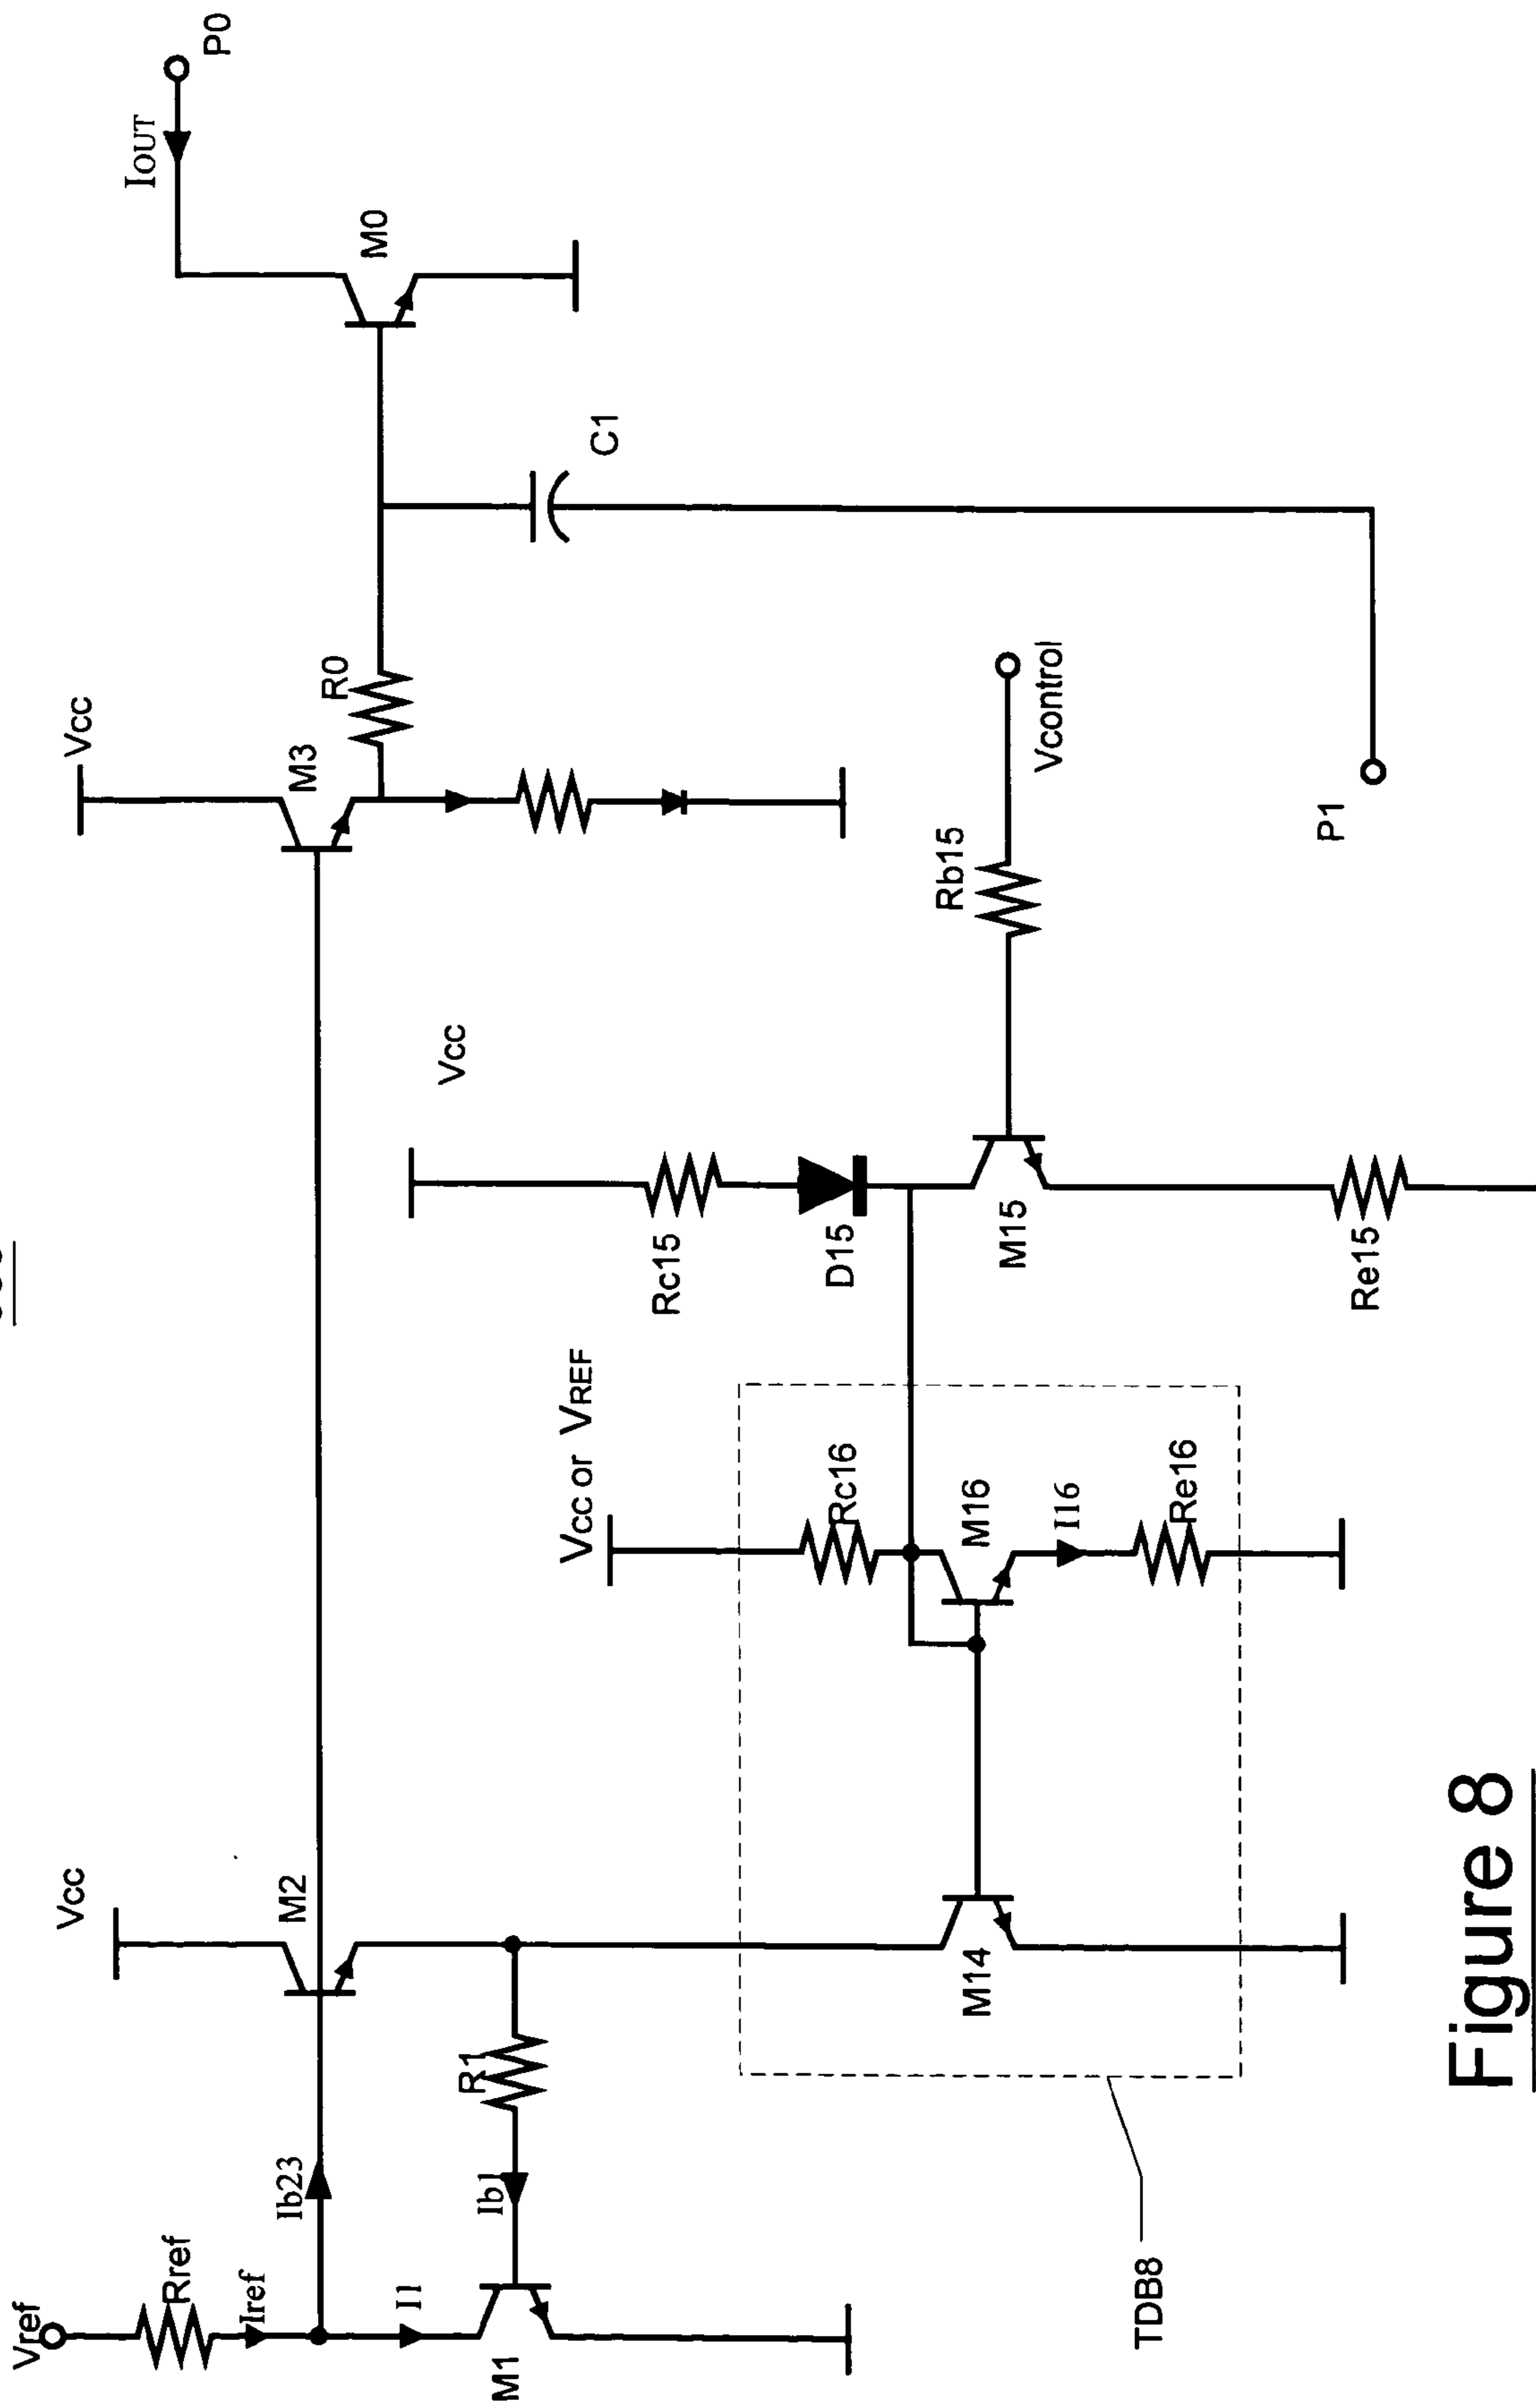 Vref
Rref
Iref
Ib23
I1
M1
Ib1
R1
Vcc
M2
Vcc or VREF
Rc16
M16
I16
Re16
M14
TDB8
Vcc
Rc15
D15
M15
Re15
Rb15
Vcontrol
Vcc
M3
R0
C1
P1
M0
IOUT
P0
Figure 8